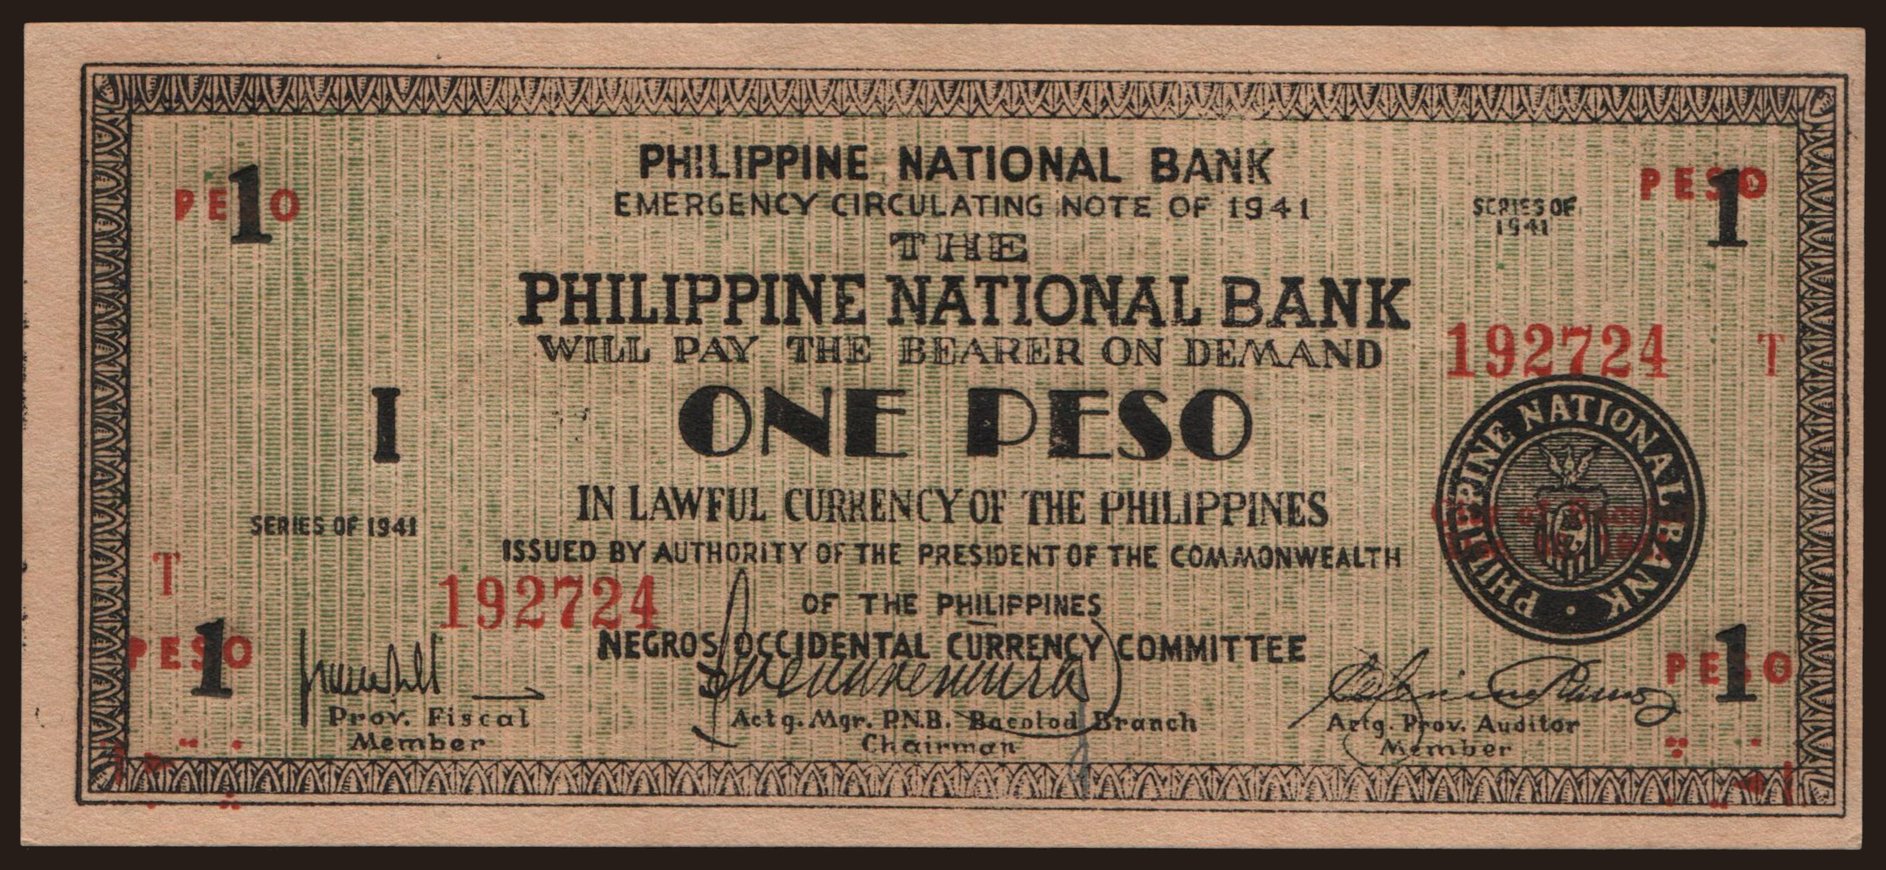 PHILIPPINE NATIONAL BANK
EMERGENCY CIRCULATING NOTE OF 1941
PESO 1
SERIES OF
1941
PESO 1
THE
PHILIPPINE NATIONAL BANK
WILL PAY THE BEARER ON DEMAND
192724 T
1
ONE PESO
PHILIPPINE NATIONAL BANK
IN LAWFUL CURRENCY OF THE PHILIPPINES
SERIES OF 1941
ISSUED BY AUTHORITY OF THE PRESIDENT OF THE COMMONWEALTH
T
192724
OF THE PHILIPPINES
NEGROS OCCIDENTAL CURRENCY COMMITTEE
PESO 1
PESO 1
Prov. Fiscal
Member
Actg. Mgr. P.N.B. Bacolod Branch
Chairman
Actg. Prov. Auditor
Member